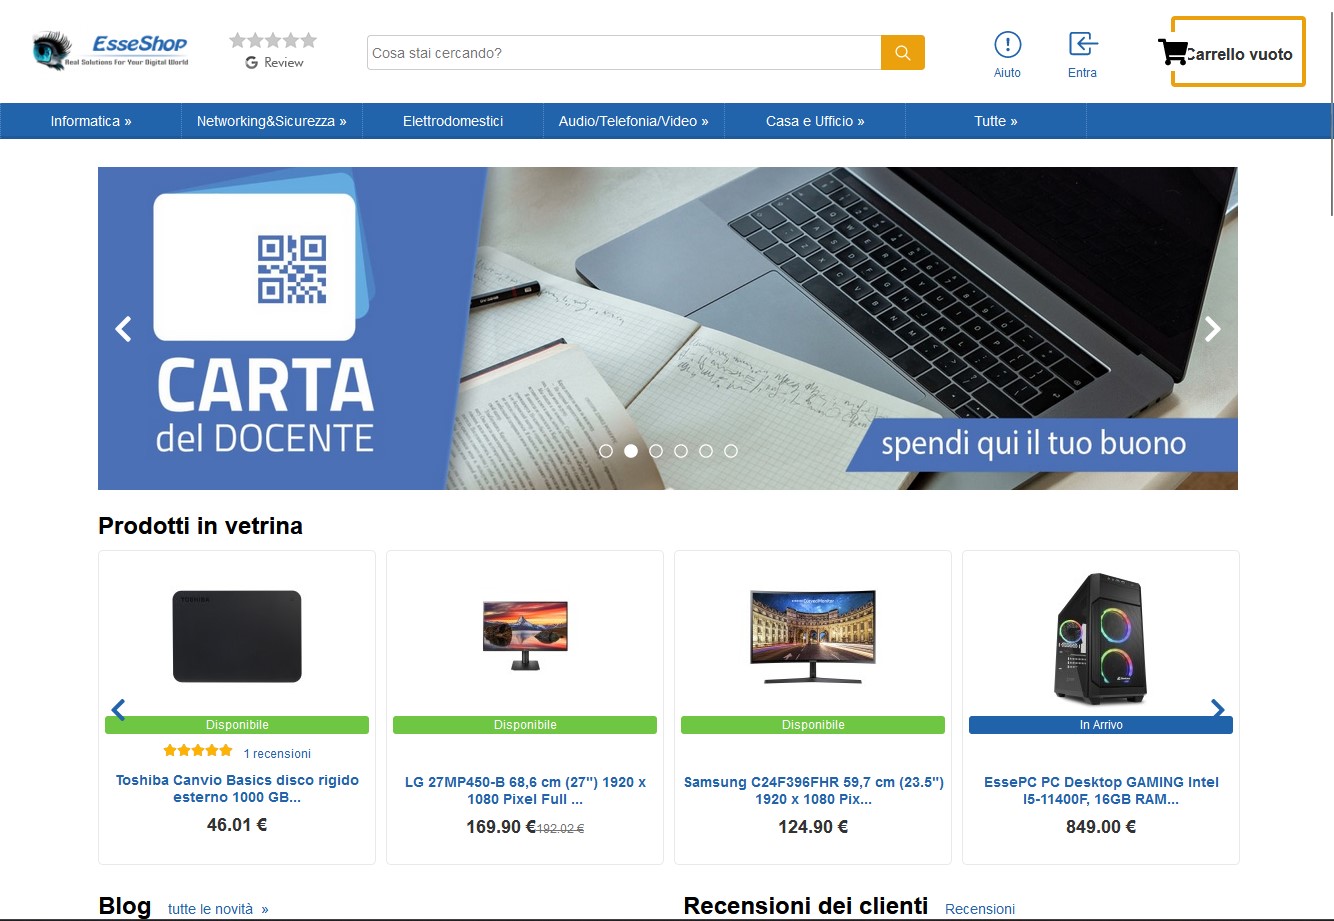 EsseShop
Real Solutions For Your Digital World
Review
Cosa stai cercando?
Aiuto
Entra
Carrello vuoto
Informatica »
Networking&Sicurezza »
Elettrodomestici
Audio/Telefonia/Video »
Casa e Ufficio »
Tutte »
CARTA
del DOCENTE
spendi qui il tuo buono
Prodotti in vetrina
TOSHIBA
Disponibile
Disponibile
Disponibile
In Arrivo
1 recensioni
Toshiba Canvio Basics disco rigido
esterno 1000 GB...
46.01 €
LG 27MP450-B 68,6 cm (27") 1920 x
1080 Pixel Full ...
169.90 € 192.02 €
Samsung C24F396FHR 59,7 cm (23.5")
1920 x 1080 Pix...
124.90 €
EssePC PC Desktop GAMING Intel
I5-11400F, 16GB RAM...
849.00 €
Blog tutte le novità »
Recensioni dei clienti Recensioni